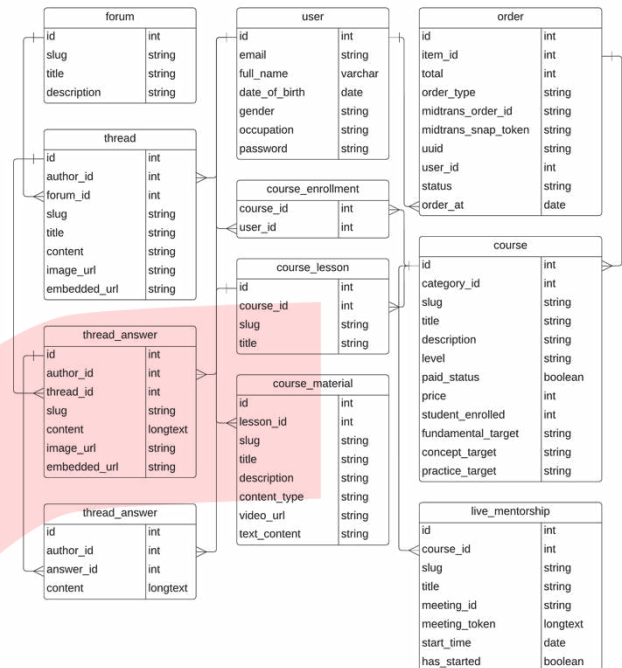 forum
id int
slug string
title string
description string
thread
id int
author_id int
forum_id int
slug string
title string
content string
image_url string
embedded_url string
thread_answer
id int
author_id int
thread_id int
slug string
content longtext
image_url string
embedded_url string
thread_answer
id int
author_id int
answer_id int
content longtext
user
id int
email string
full_name varchar
date_of_birth date
gender string
occupation string
password string
course_enrollment
course_id int
user_id int
course_lesson
id int
course_id int
slug string
title string
course_material
id int
lesson_id int
slug string
title string
description string
content_type string
video_url string
text_content string
order
id int
item_id int
total int
order_type string
midtrans_order_id string
midtrans_snap_token string
uuid string
user_id int
status string
order_at date
course
id int
category_id int
slug string
title string
description string
level string
paid_status boolean
price int
student_enrolled int
fundamental_target string
concept_target string
practice_target string
live_mentorship
id int
course_id int
slug string
title string
meeting_id string
meeting_token longtext
start_time date
has_started boolean